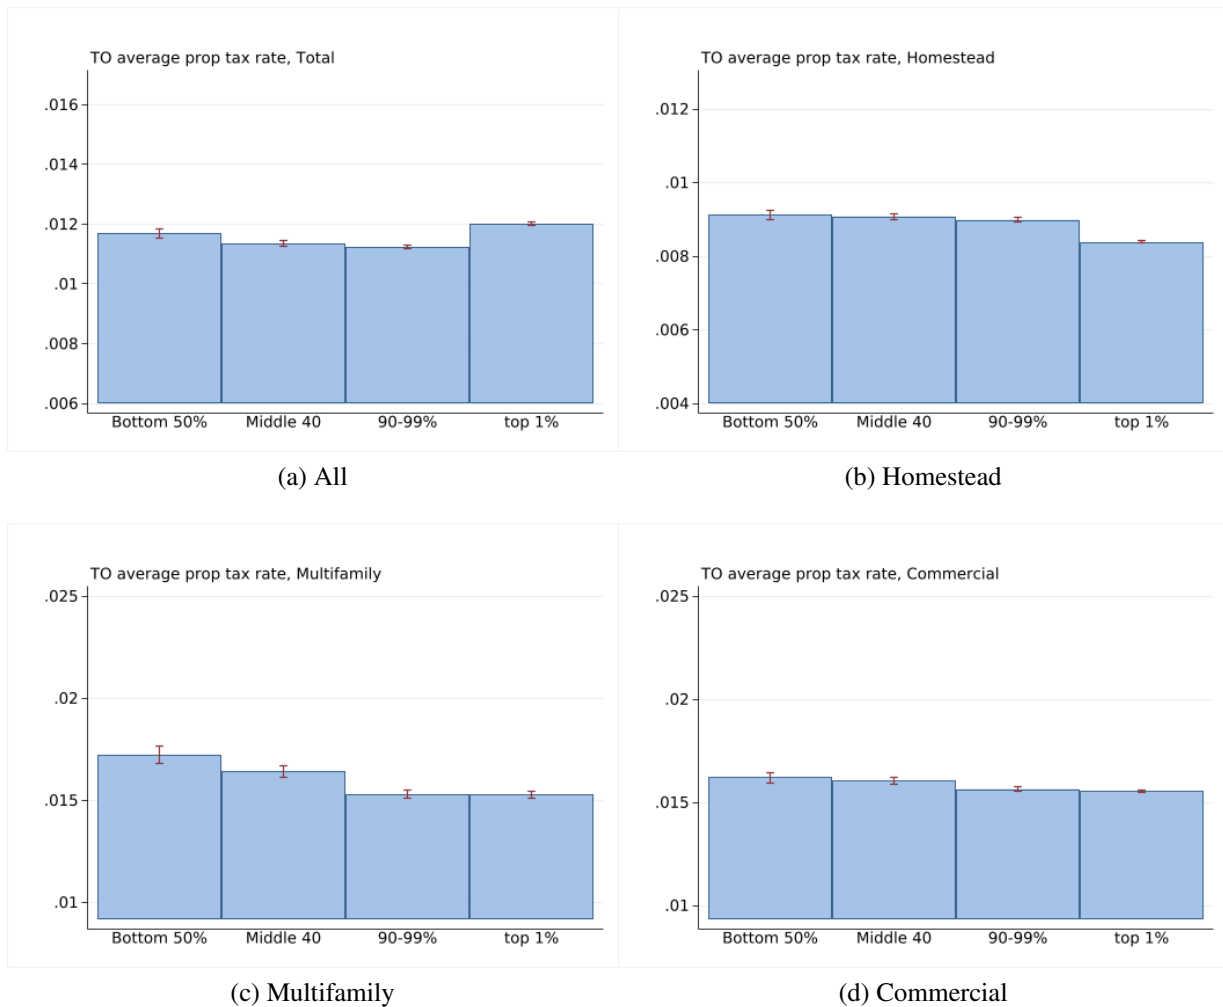 TO average prop tax rate, Total
.016
.014
.012
.01
.008
.006
Bottom 50% Middle 40 90-99% top 1%
(a) All
TO average prop tax rate, Homestead
.012
.01
.008
.006
.004
Bottom 50% Middle 40 90-99% top 1%
(b) Homestead
TO average prop tax rate, Multifamily
.025
.02
.015
.01
Bottom 50% Middle 40 90-99% top 1%
(c) Multifamily
TO average prop tax rate, Commercial
.025
.02
.015
.01
Bottom 50% Middle 40 90-99% top 1%
(d) Commercial